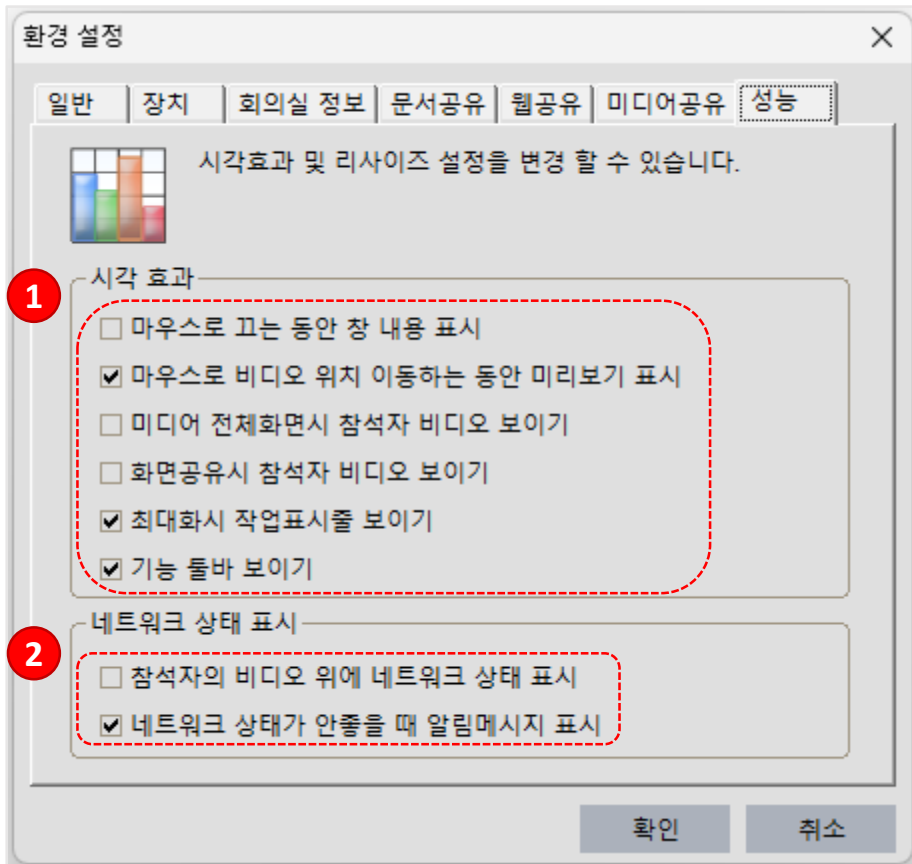 환경 설정
일반 장치 회의실 정보 문서공유 웹공유 미디어공유 성능
시각효과 및 리사이즈 설정을 변경 할 수 있습니다.
1
시각 효과
마우스로 끄는 동안 창 내용 표시
마우스로 비디오 위치 이동하는 동안 미리보기 표시
미디어 전체화면시 참석자 비디오 보이기
화면공유시 참석자 비디오 보이기
최대화시 작업표시줄 보이기
기능 툴바 보이기
네트워크 상태 표시
2
참석자의 비디오 위에 네트워크 상태 표시
네트워크 상태가 안좋을 때 알림메시지 표시
확인 취소